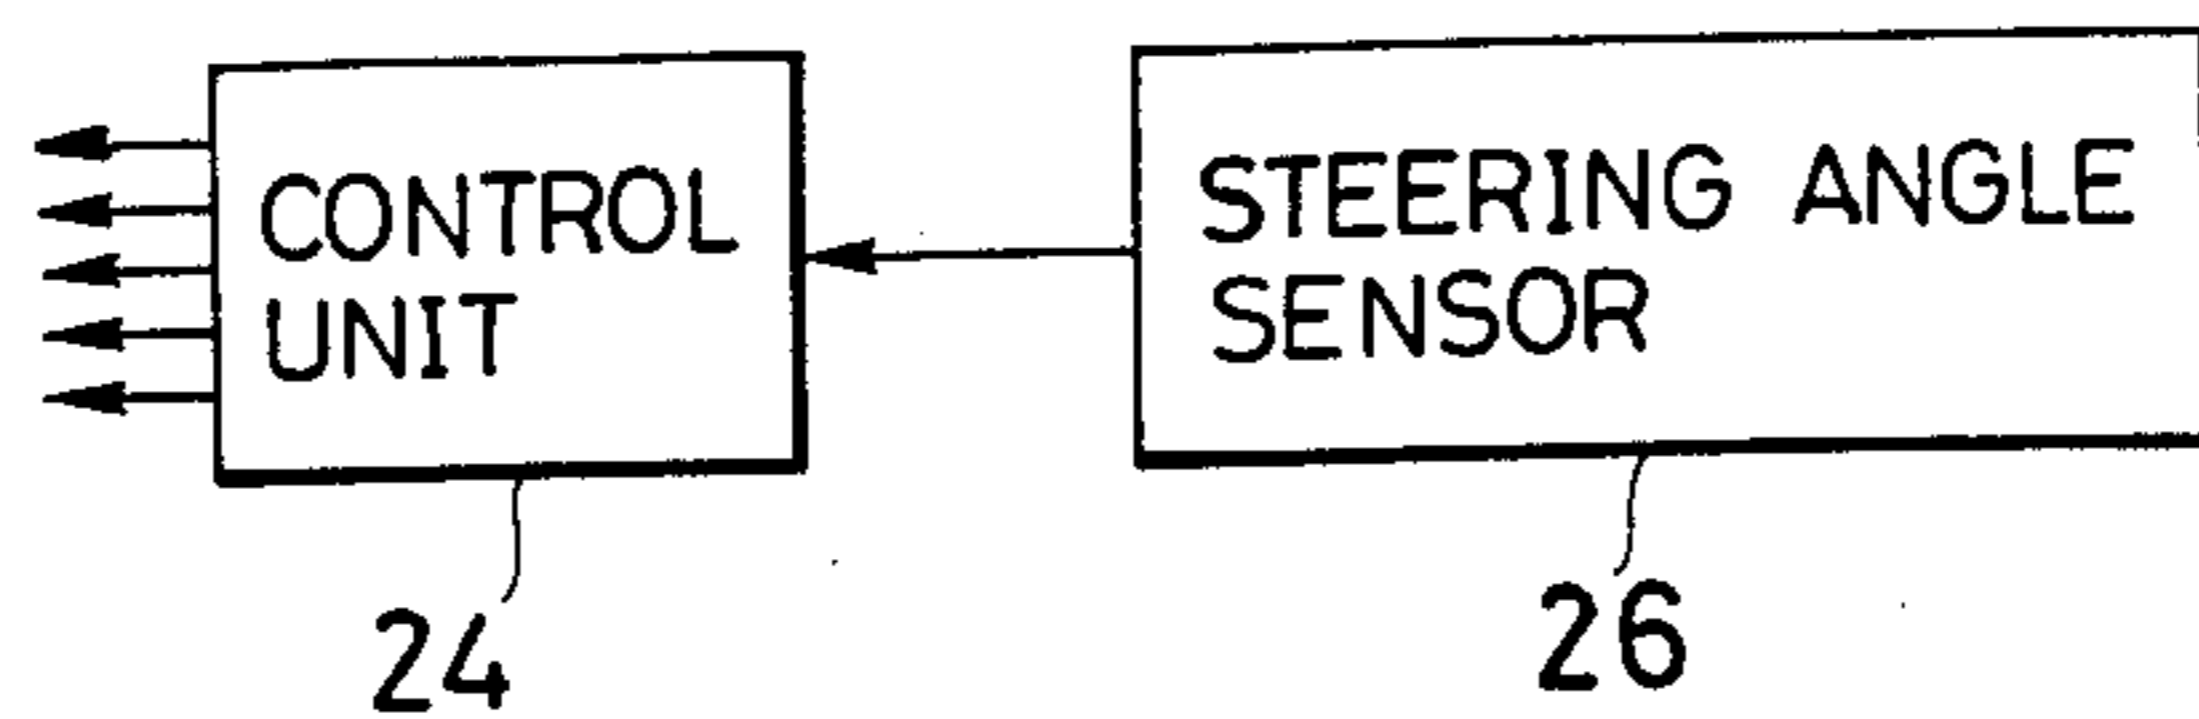 CONTROL
UNIT
STEERING ANGLE
SENSOR
24
26